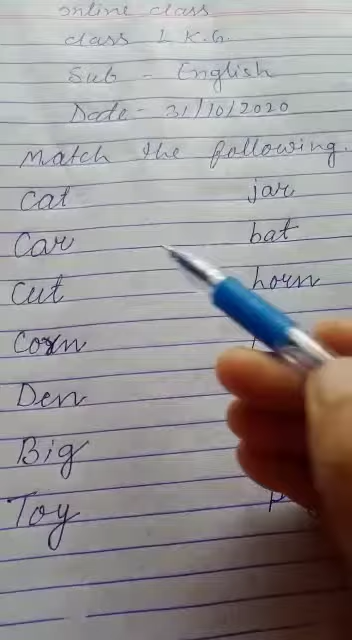 online class
class L K.G.
Sub - English
Date - 31/10/2020
Match the following.
Cat jar
Car bat
Cut horn
Corn
Den
Big
Toy